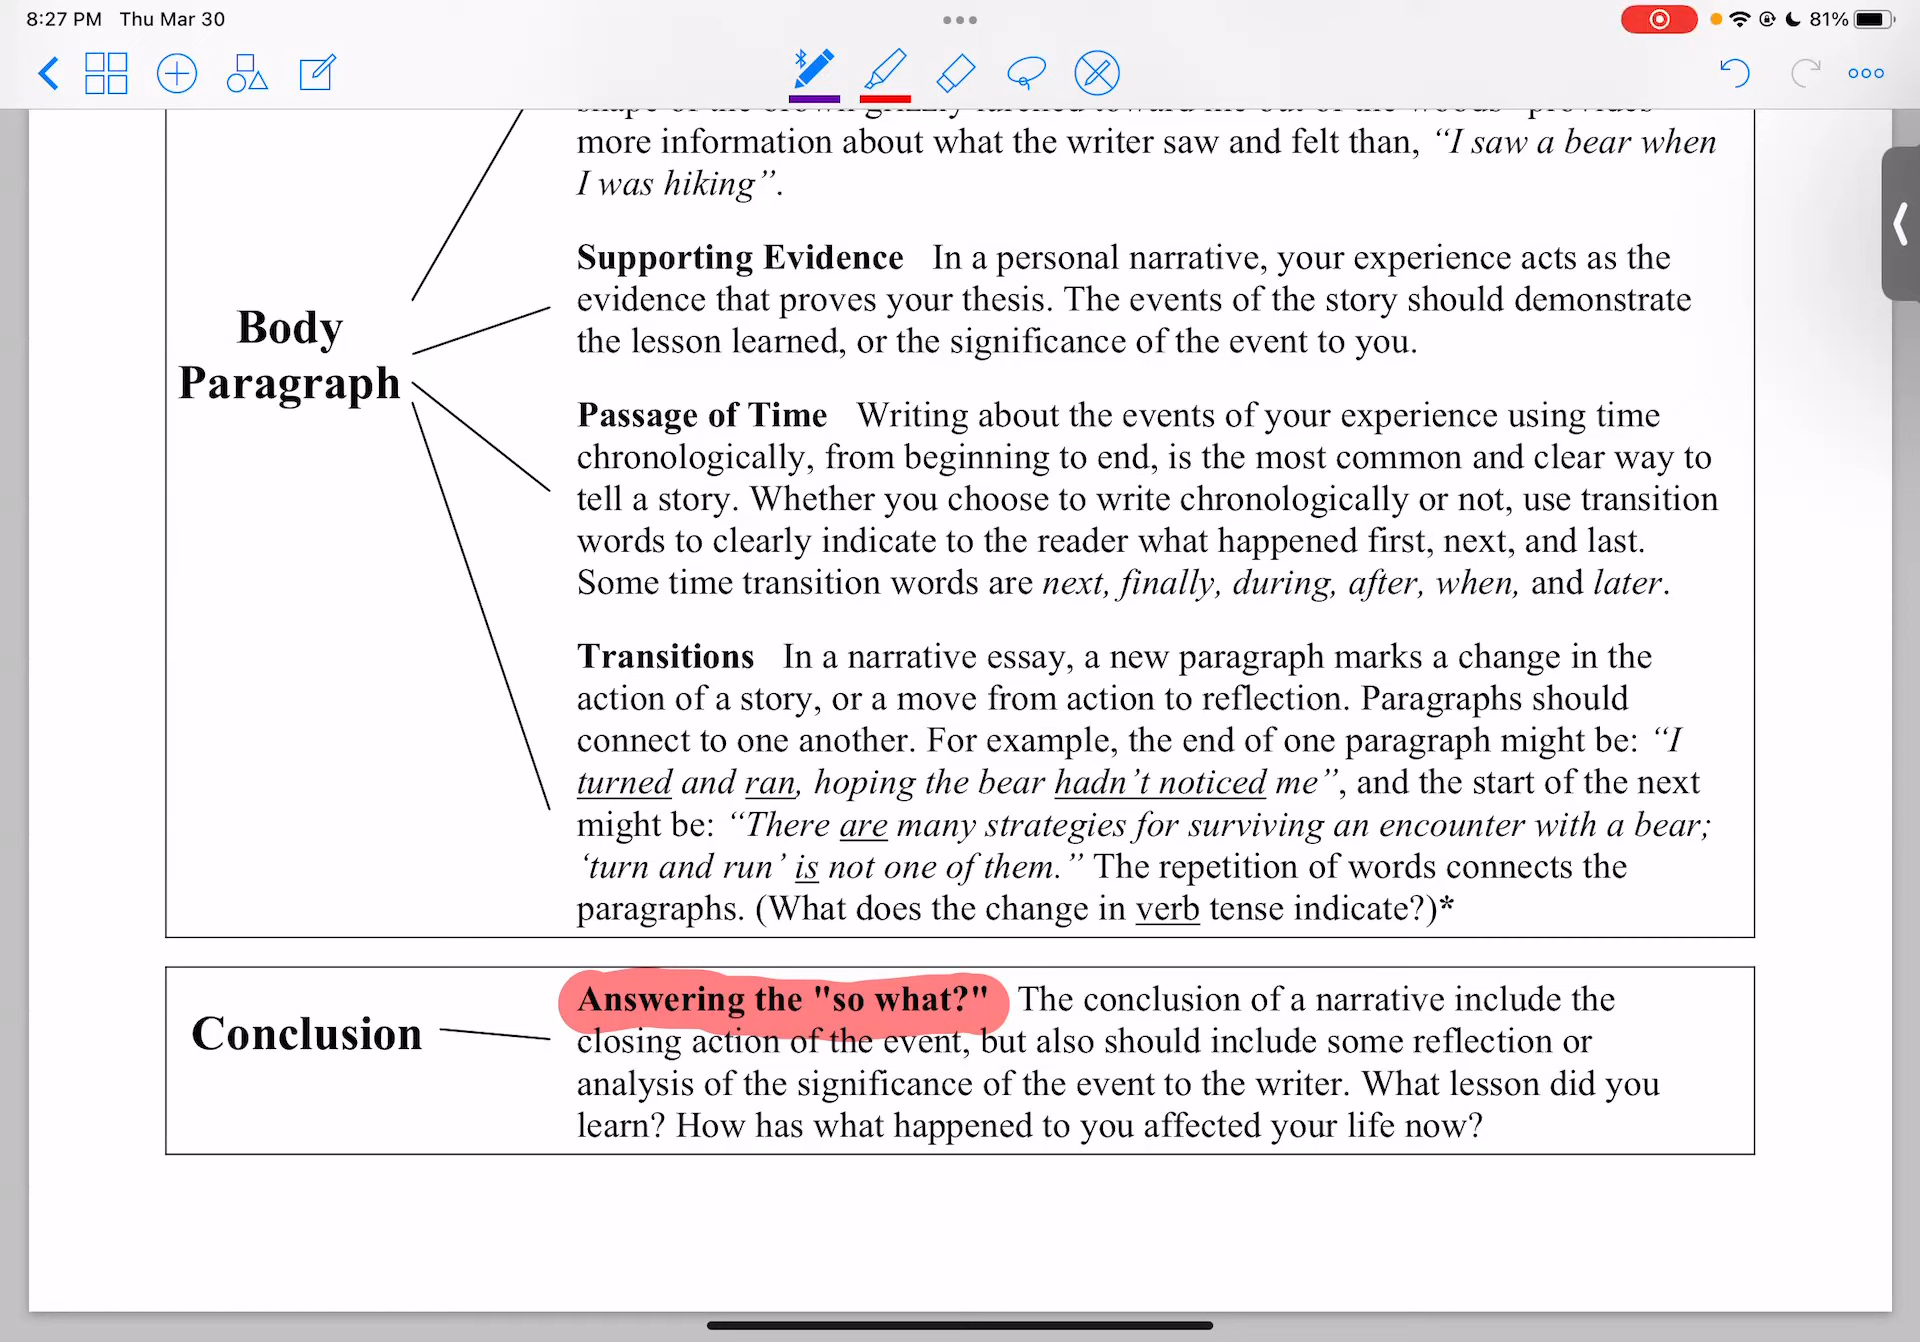 8:27 PM Thu Mar 30
81%
more information about what the writer saw and felt than, “I saw a bear when
I was hiking”.
Supporting Evidence In a personal narrative, your experience acts as the
evidence that proves your thesis. The events of the story should demonstrate
the lesson learned, or the significance of the event to you.
Body
Paragraph
Passage of Time Writing about the events of your experience using time
chronologically, from beginning to end, is the most common and clear way to
tell a story. Whether you choose to write chronologically or not, use transition
words to clearly indicate to the reader what happened first, next, and last.
Some time transition words are next, finally, during, after, when, and later.
Transitions In a narrative essay, a new paragraph marks a change in the
action of a story, or a move from action to reflection. Paragraphs should
connect to one another. For example, the end of one paragraph might be: “I
turned and ran, hoping the bear hadn’t noticed me”, and the start of the next
might be: “There are many strategies for surviving an encounter with a bear;
‘turn and run’ is not one of them.” The repetition of words connects the
paragraphs. (What does the change in verb tense indicate?)*
Conclusion
Answering the "so what?" The conclusion of a narrative include the
closing action of the event, but also should include some reflection or
analysis of the significance of the event to the writer. What lesson did you
learn? How has what happened to you affected your life now?